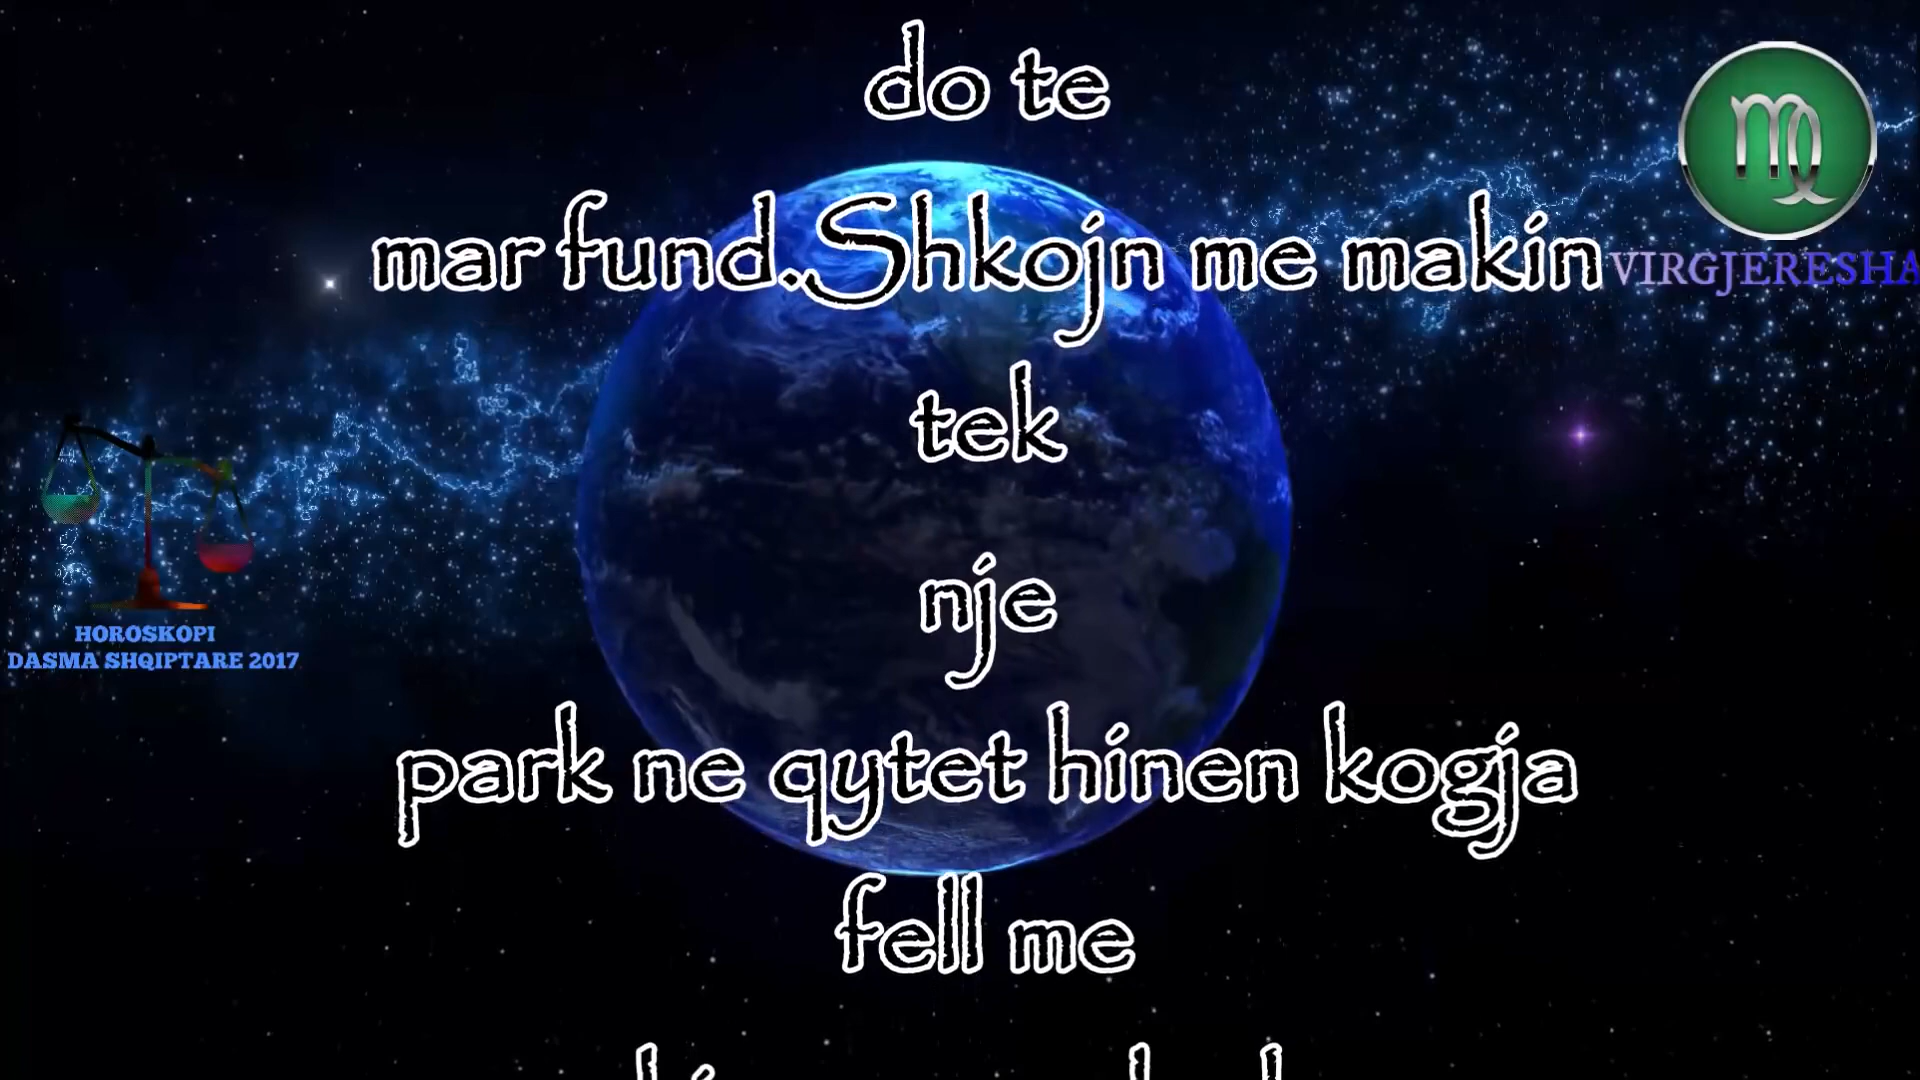 do te
mar fund.Shkojn me makin
tek
nje
park ne qytet hinen kogja
fell me
VIRGJERESHA
HOROSKOPI
DASMA SHQIPTARE 2017